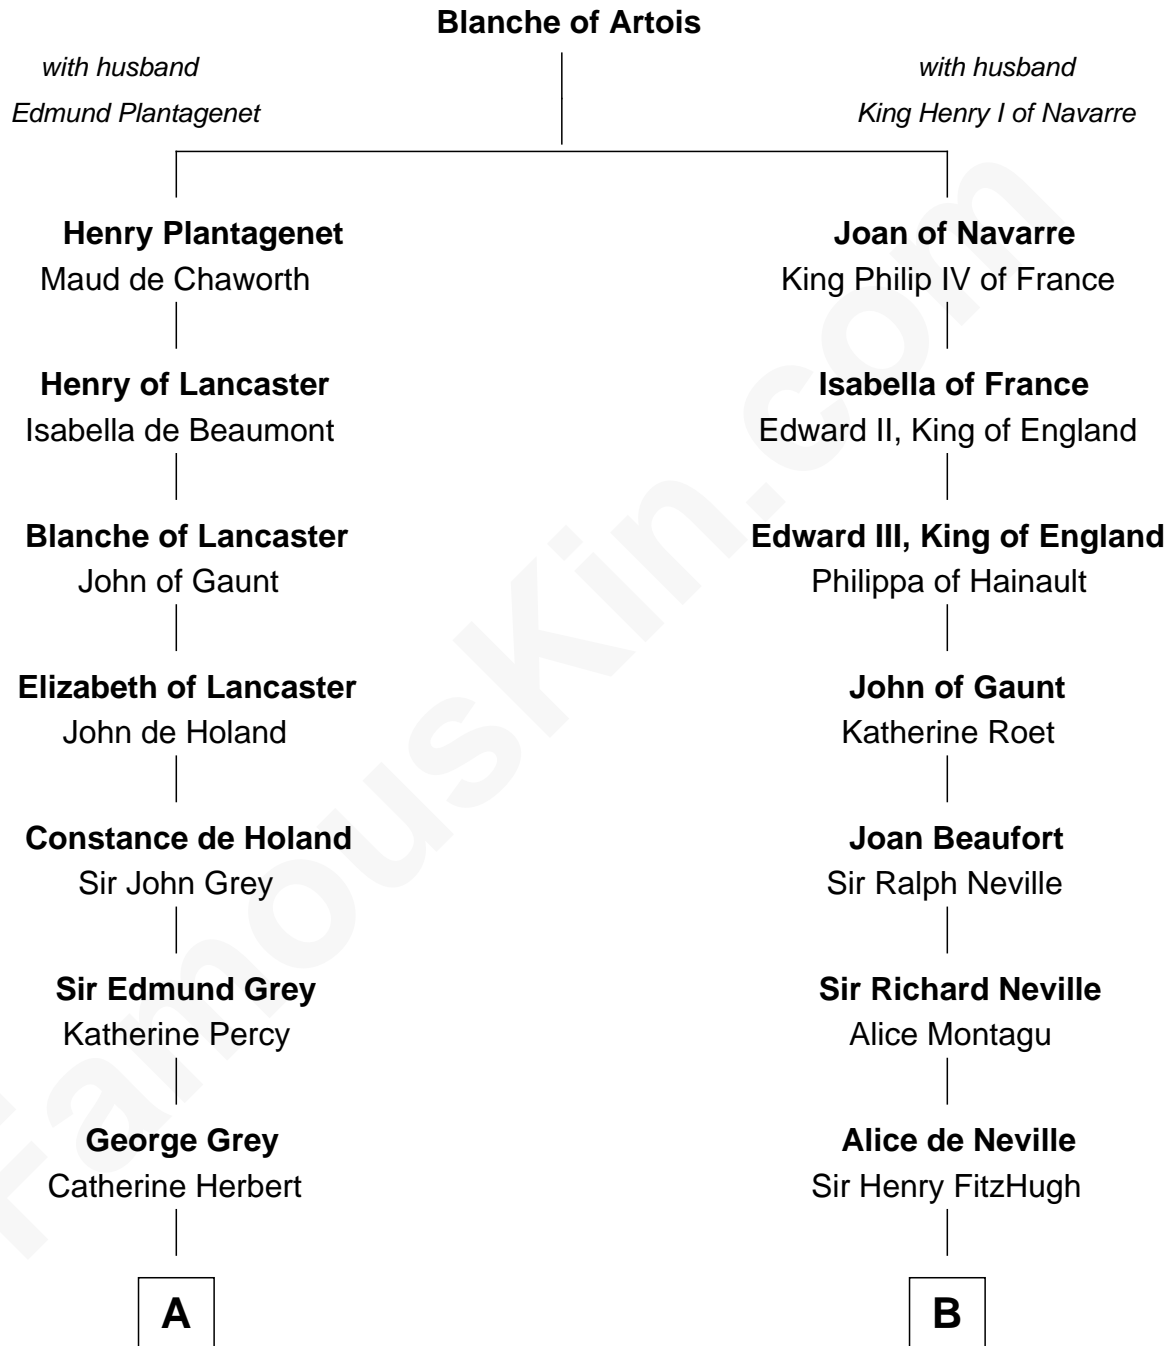 Blanche of Artois
with husband
Edmund Plantagenet
with husband
King Henry I of Navarre
Henry Plantagenet
Maud de Chaworth
Joan of Navarre
King Philip IV of France
Henry of Lancaster
Isabella de Beaumont
Isabella of France
Edward II, King of England
Blanche of Lancaster
John of Gaunt
Edward III, King of England
Philippa of Hainault
Elizabeth of Lancaster
John de Holand
John of Gaunt
Katherine Roet
Constance de Holand
Sir John Grey
Joan Beaufort
Sir Ralph Neville
Sir Edmund Grey
Katherine Percy
Sir Richard Neville
Alice Montagu
George Grey
Catherine Herbert
Alice de Neville
Sir Henry FitzHugh
A
B
FamousKin.com